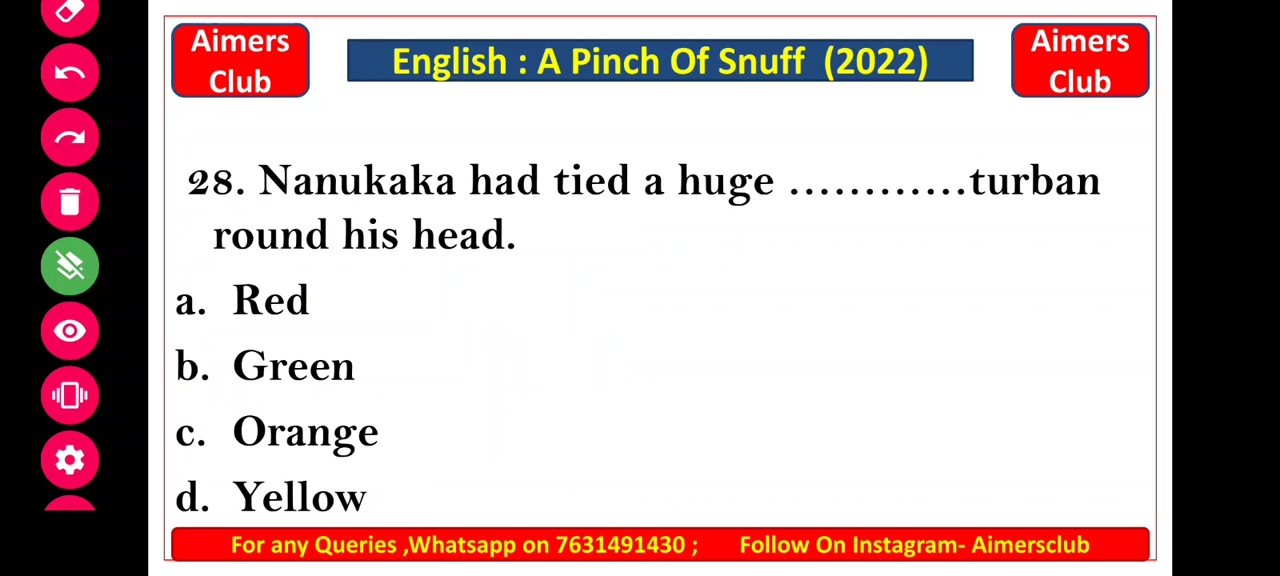 Aimers
Club
English : A Pinch Of Snuff (2022)
Aimers
Club
28. Nanukaka had tied a huge ............turban
round his head.
a. Red
b. Green
c. Orange
d. Yellow
For any Queries ,Whatsapp on 7631491430 ; Follow On Instagram- Aimersclub